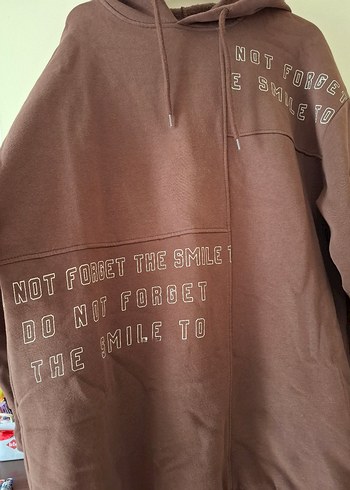 NOT FORGET
E SMILE TO
NOT FORGET THE SMILE T
DO NOT FORGET
THE SMILE TO